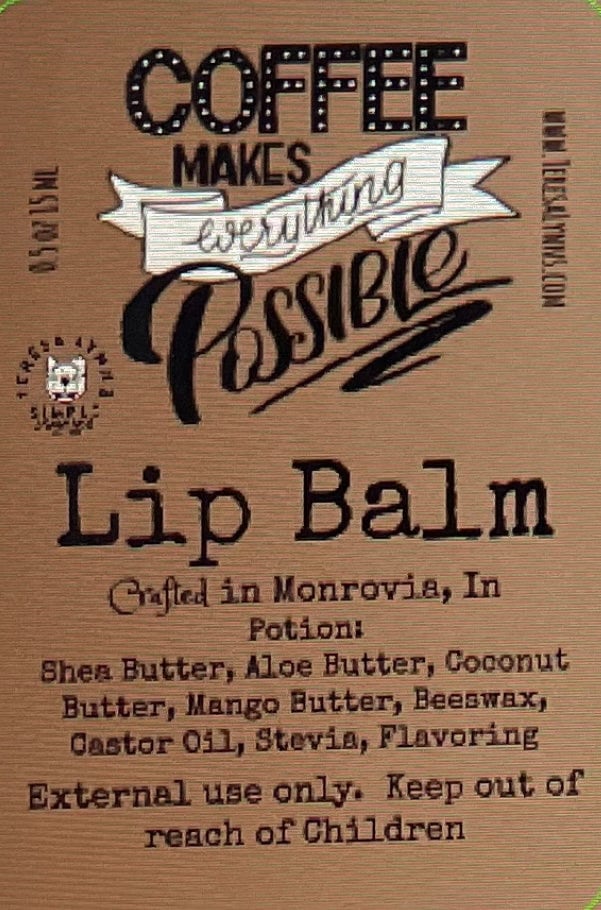 COFFEE
MAKES
everything
POSSIBLE
0.5 oz 15 ML
WWW.TERESALYNNS.COM
Lip Balm
Crafted in Monrovia, In
Potion:
Shea Butter, Aloe Butter, Coconut
Butter, Mango Butter, Beeswax,
Castor Oil, Stevia, Flavoring
External use only. Keep out of
reach of Children